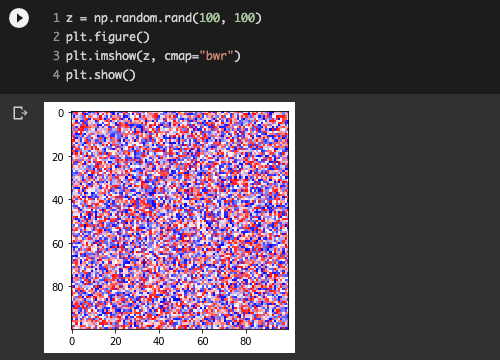 1 z = np.random.rand(100, 100)
2 plt.figure()
3 plt.imshow(z, cmap="bwr")
4 plt.show()
0
20
40
60
80
0 20 40 60 80